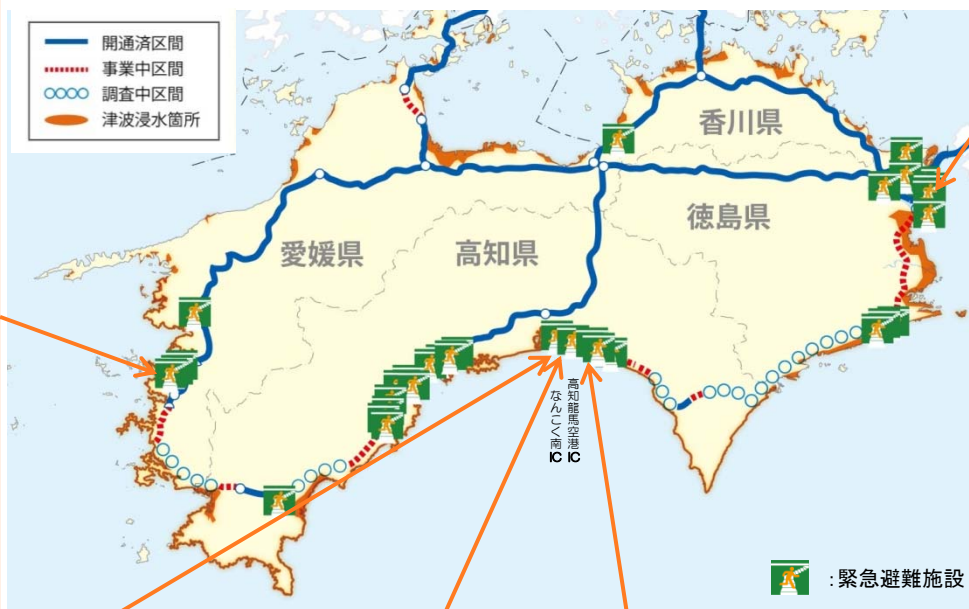 開通済区間
事業中区間
調査中区間
津波浸水箇所
香川県
徳島県
愛媛県
高知県
高知龍馬空港IC
なんこく南IC
:緊急避難施設